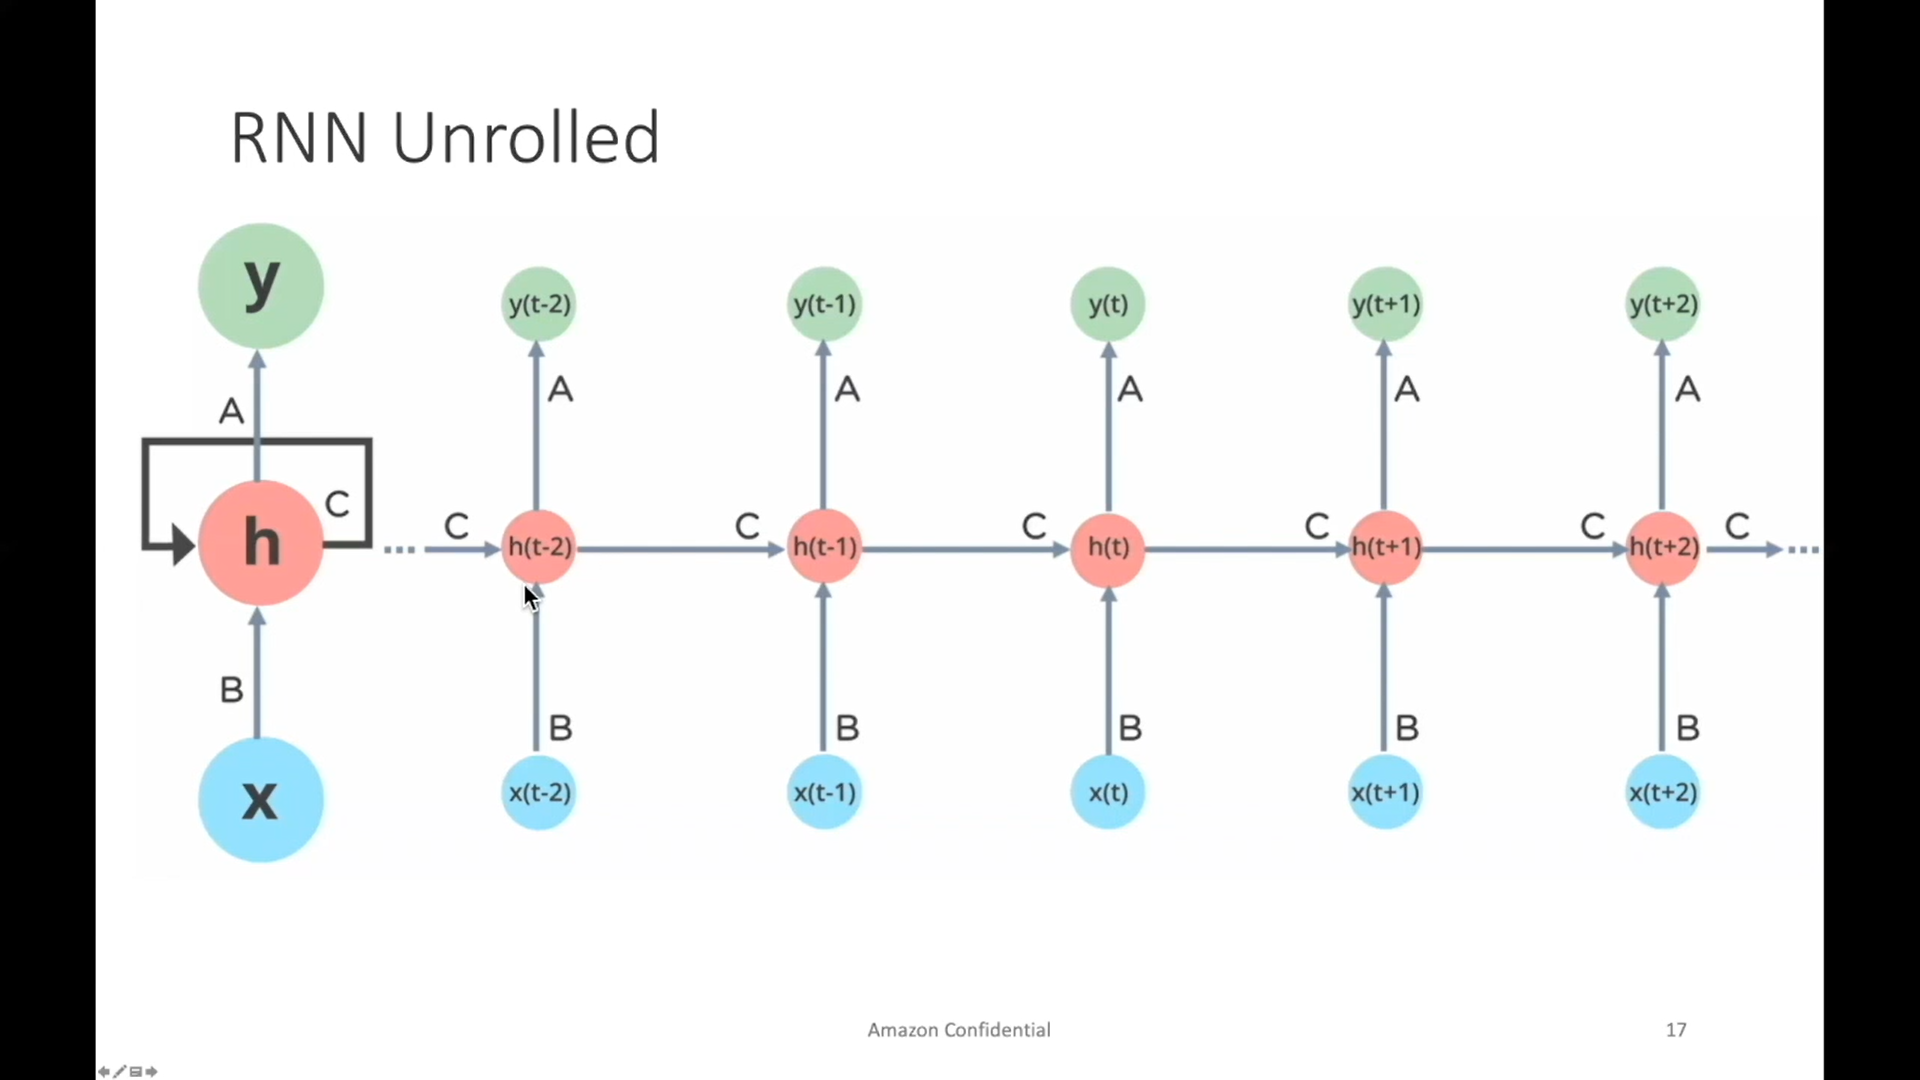 RNN Unrolled
y
y(t-2) y(t-1) y(t) y(t+1) y(t+2)
A A A A A
A
C
C C C C C C
h h(t-2) h(t-1) h(t) h(t+1) h(t+2)
B
B B B B B
x x(t-2) x(t-1) x(t) x(t+1) x(t+2)
Amazon Confidential 17